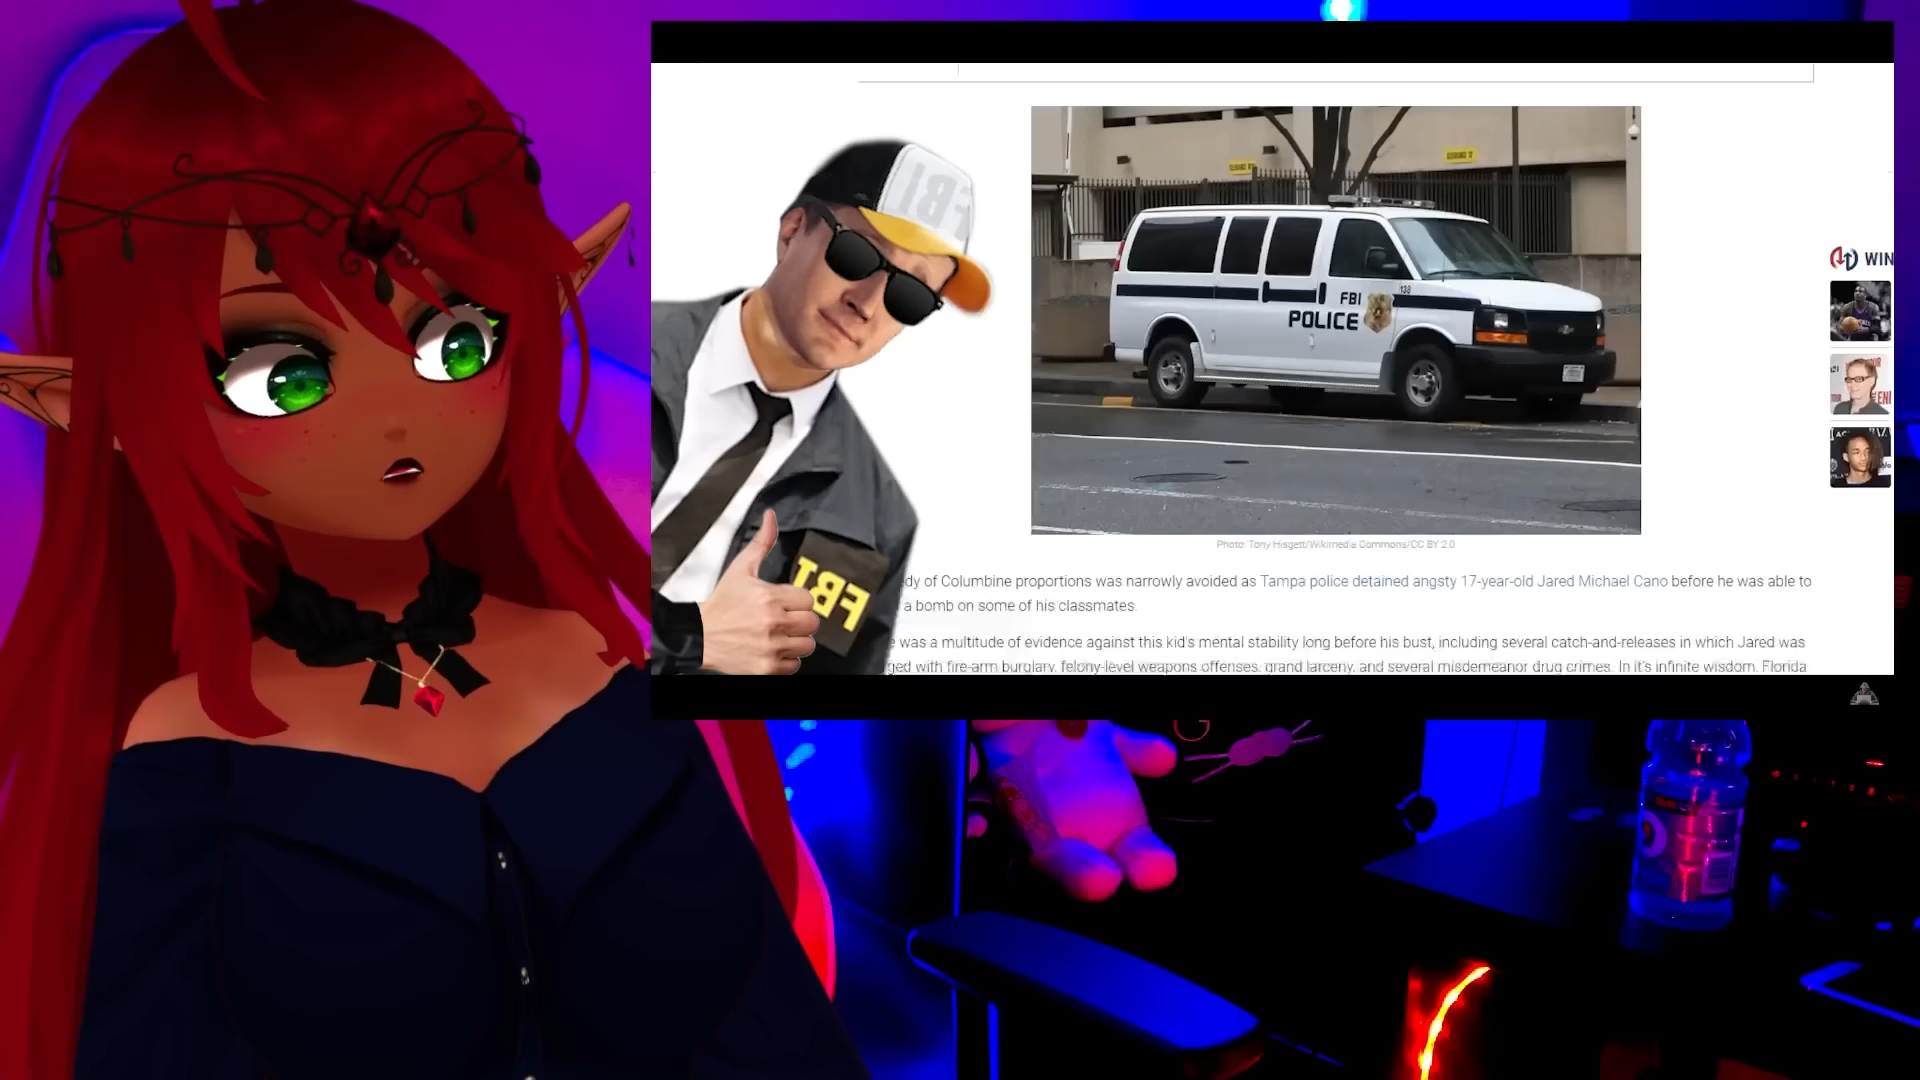 FBI
CLEARANCE 10'
138
FBI
POLICE
WIN
FBI
Photo: Tony Hisgett/Wikimedia Commons/CC BY 2.0
dy of Columbine proportions was narrowly avoided as Tampa police detained angsty 17-year-old Jared Michael Cano before he was able to
a bomb on some of his classmates.
was a multitude of evidence against this kid's mental stability long before his bust, including several catch-and-releases in which Jared was
ged with fire-arm burglary, felony-level weapons offenses, grand larceny, and several misdemeanor drug crimes. In it's infinite wisdom, Florida